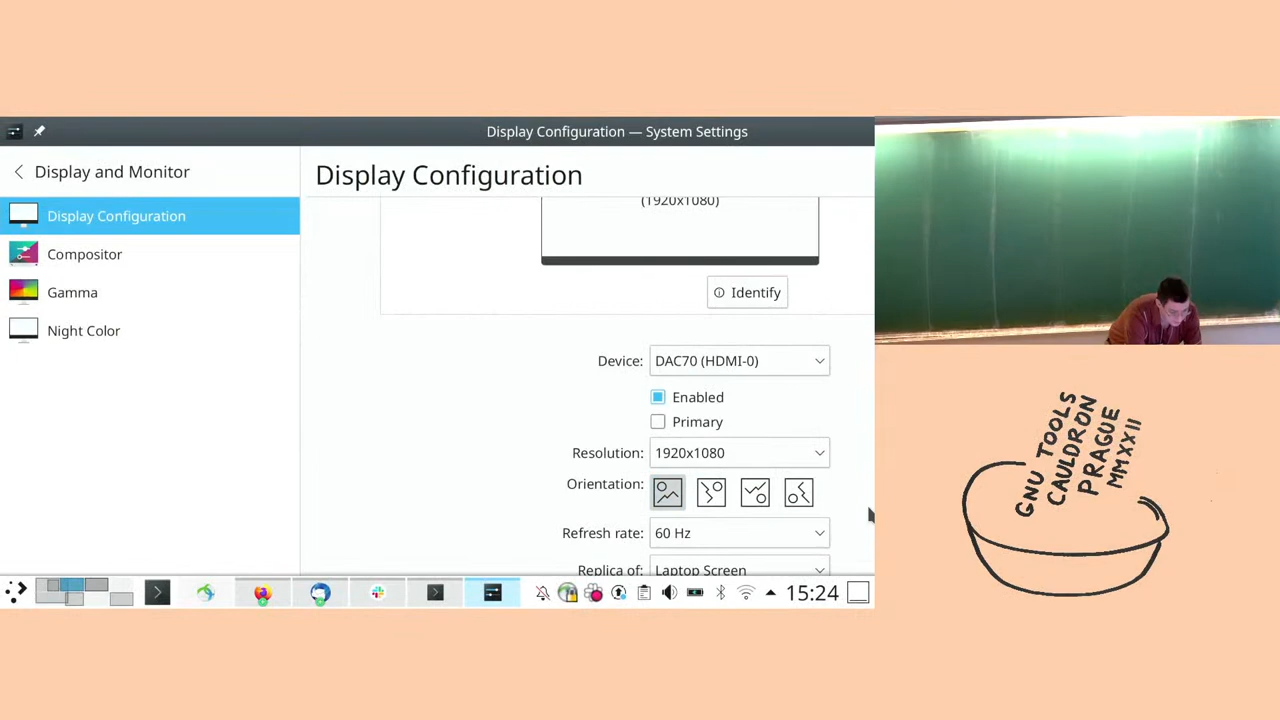 Display Configuration — System Settings
Display and Monitor
Display Configuration
Compositor
Gamma
Night Color
Display Configuration
(1920x1080)
Identify
Device: DAC70 (HDMI-0)
Enabled
Primary
Resolution: 1920x1080
Orientation:
Refresh rate: 60 Hz
Replica of: Laptop Screen
15:24
GNU TOOLS
CAULDRON
PRAGUE
MMXXII